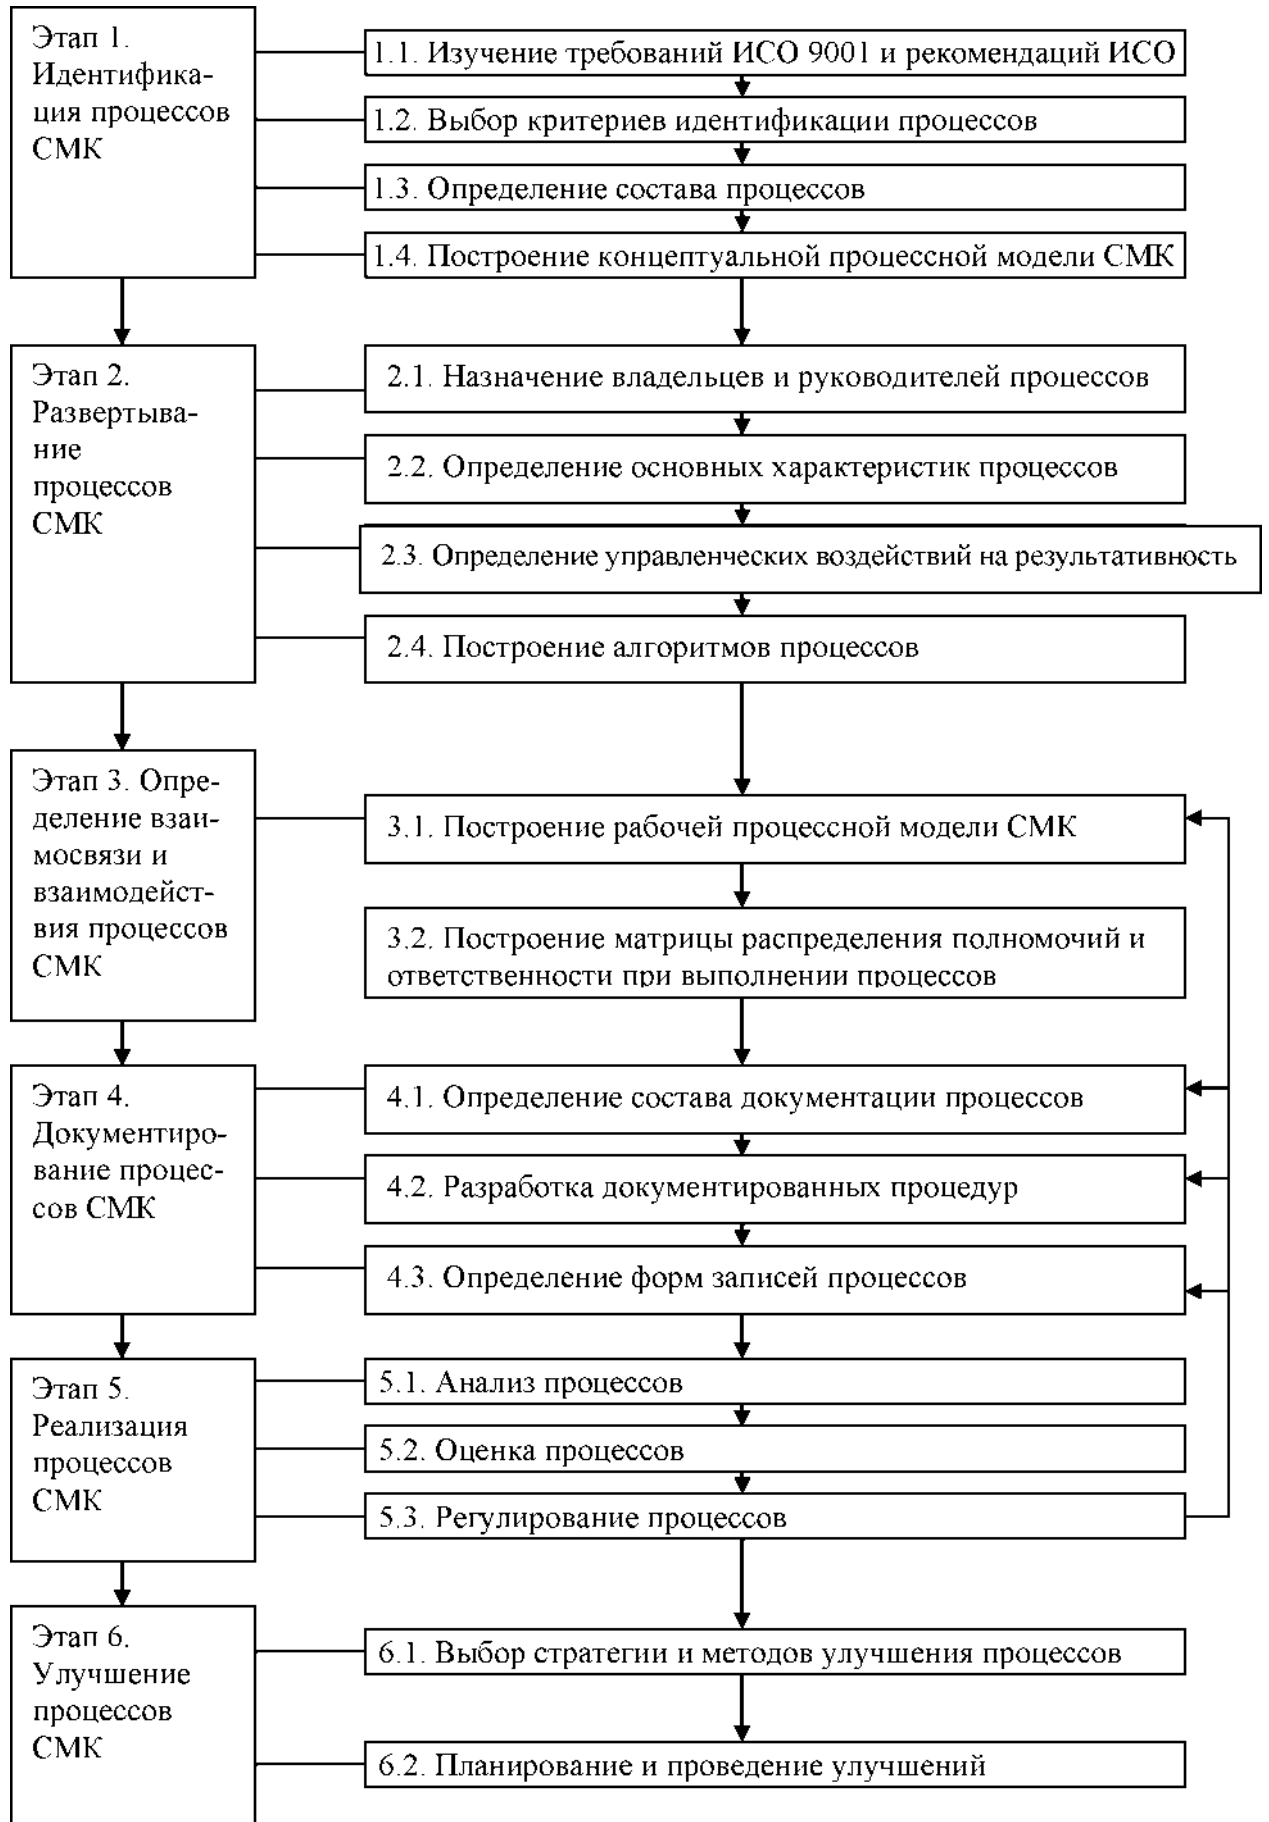 Этап 1.
Идентифика-
ция процессов
СМК
1.1. Изучение требований ИСО 9001 и рекомендаций ИСО
1.2. Выбор критериев идентификации процессов
1.3. Определение состава процессов
1.4. Построение концептуальной процессной модели СМК
Этап 2.
Развертыва-
ние
процессов
СМК
2.1. Назначение владельцев и руководителей процессов
2.2. Определение основных характеристик процессов
2.3. Определение управленческих воздействий на результативность
2.4. Построение алгоритмов процессов
Этап 3. Опре-
деление взаи-
мосвязи и
взаимодейст-
вия процессов
СМК
3.1. Построение рабочей процессной модели СМК
3.2. Построение матрицы распределения полномочий и
ответственности при выполнении процессов
Этап 4.
Документиро-
вание процес-
сов СМК
4.1. Определение состава документации процессов
4.2. Разработка документированных процедур
4.3. Определение форм записей процессов
Этап 5.
Реализация
процессов
СМК
5.1. Анализ процессов
5.2. Оценка процессов
5.3. Регулирование процессов
Этап 6.
Улучшение
процессов
СМК
6.1. Выбор стратегии и методов улучшения процессов
6.2. Планирование и проведение улучшений